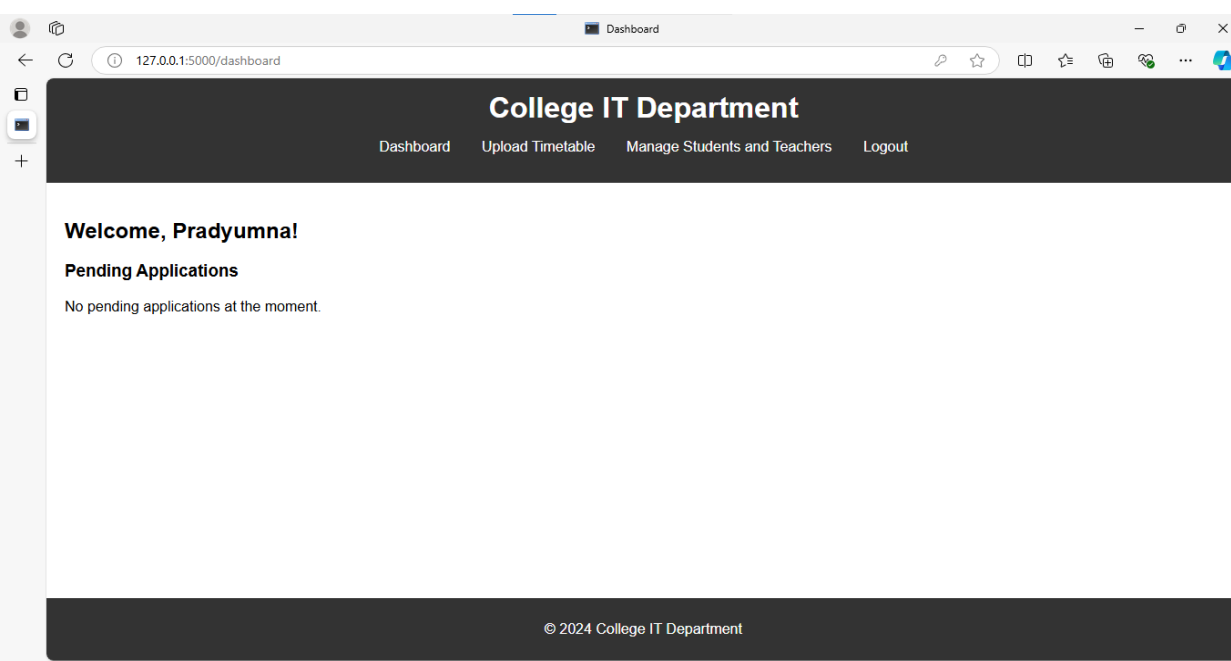 Dashboard
127.0.0.1:5000/dashboard
College IT Department
Dashboard Upload Timetable Manage Students and Teachers Logout
Welcome, Pradyumna!
Pending Applications
No pending applications at the moment.
© 2024 College IT Department